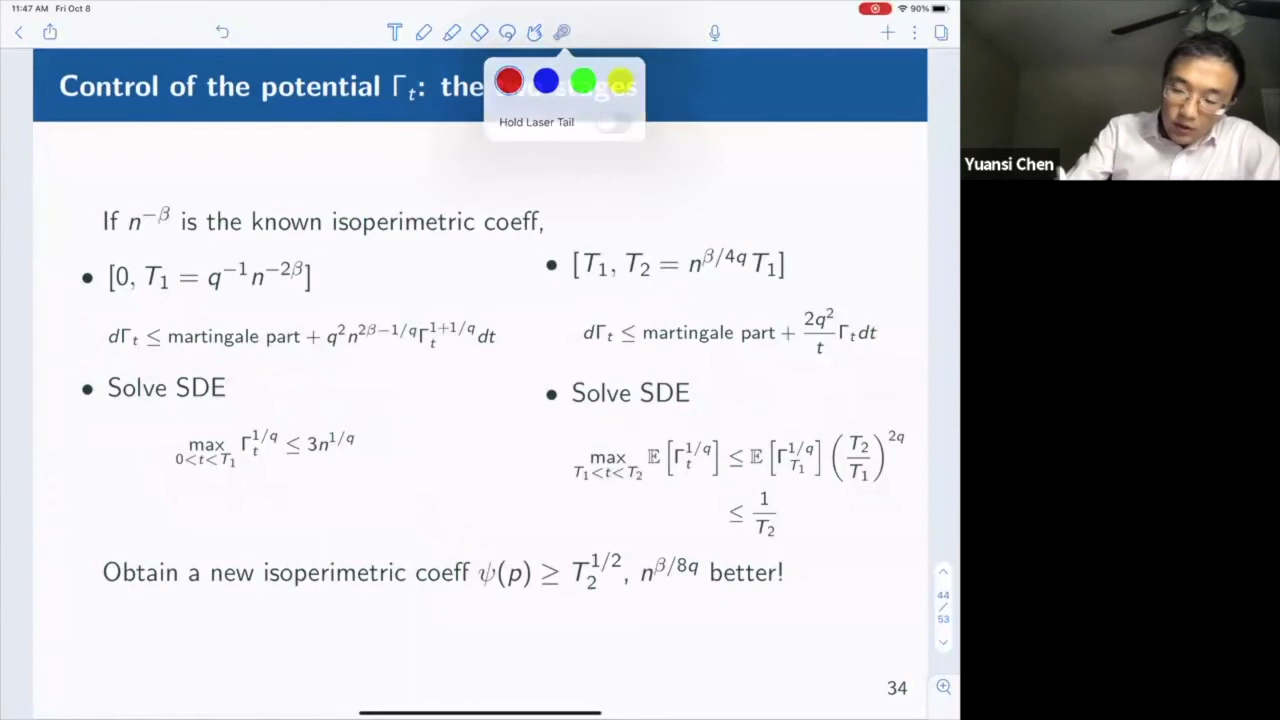 11:47 AM Fri Oct 8
90%
Control of the potential Γ_t: the
Hold Laser Tail
Yuansi Chen
If n^{-β} is the known isoperimetric coeff,
• [0, T_1 = q^{-1}n^{-2β}]
dΓ_t ≤ martingale part + q^2 n^{2β-1/q} Γ_t^{1+1/q} dt
• Solve SDE
max_{0<t<T_1} Γ_t^{1/q} ≤ 3n^{1/q}
• [T_1, T_2 = n^{β/4q} T_1]
dΓ_t ≤ martingale part + \frac{2q^2}{t} Γ_t dt
• Solve SDE
max_{T_1<t<T_2} 𝔼[Γ_t^{1/q}] ≤ 𝔼[Γ_{T_1}^{1/q}] (\frac{T_2}{T_1})^{2q}
≤ \frac{1}{T_2}
Obtain a new isoperimetric coeff ψ(p) ≥ T_2^{1/2}, n^{β/8q} better!
44
/
53
34